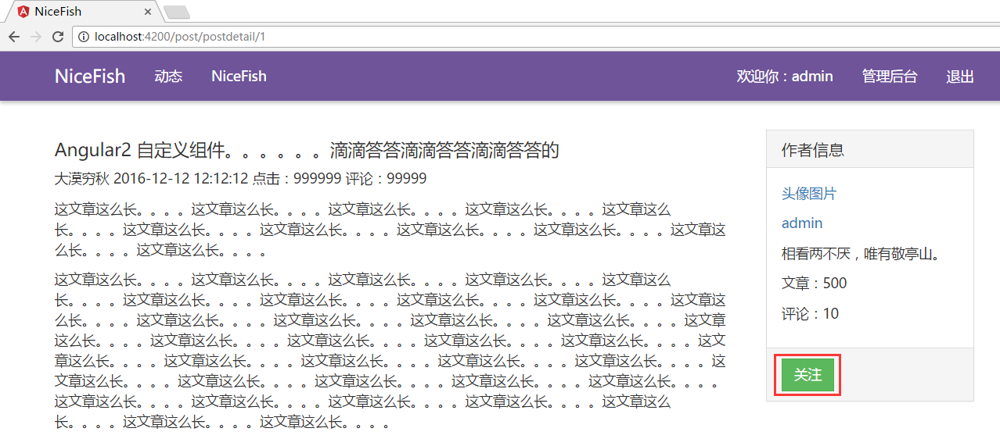 NiceFish
localhost:4200/post/postdetail/1
NiceFish 动态 NiceFish 欢迎你：admin 管理后台 退出
Angular2 自定义组件。。。。。。滴滴答答滴滴答答滴滴答答的
大漠穷秋 2016-12-12 12:12:12 点击：999999 评论：99999
这文章这么长。。。。这文章这么长。。。。这文章这么长。。。。这文章这么长。。。。这文章这么
长。。。。这文章这么长。。。。这文章这么长。。。。这文章这么长。。。。这文章这么长。。。。这文章这
么长。。。。这文章这么长。。。。
这文章这么长。。。。这文章这么长。。。。这文章这么长。。。。这文章这么长。。。。这文章这么
长。。。。这文章这么长。。。。这文章这么长。。。。这文章这么长。。。。这文章这么长。。。。这文章这
么长。。。。这文章这么长。。。。这文章这么长。。。。这文章这么长。。。。这文章这么长。。。。这文章
这么长。。。。这文章这么长。。。。这文章这么长。。。。这文章这么长。。。。这文章这么长。。。。这文
章这么长。。。。这文章这么长。。。。这文章这么长。。。。这文章这么长。。。。这文章这么长。。。。这
文章这么长。。。。这文章这么长。。。。这文章这么长。。。。这文章这么长。。。。这文章这么长。。。。
这文章这么长。。。。这文章这么长。。。。这文章这么长。。。。这文章这么长。。。。这文章这么
长。。。。这文章这么长。。。。这文章这么长。。。。
作者信息
头像图片
admin
相看两不厌，唯有敬亭山。
文章：500
评论：10
关注